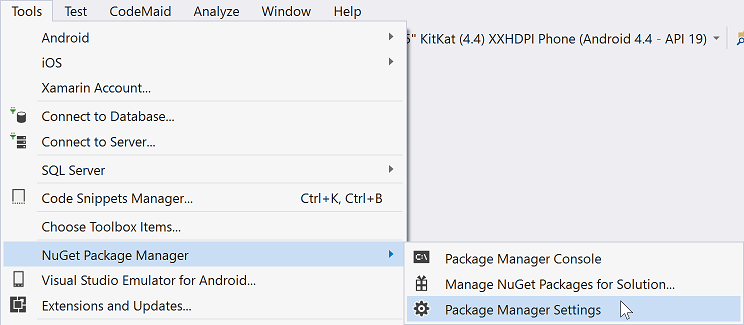 Tools Test CodeMaid Analyze Window Help
Android
" KitKat (4.4) XXHDPI Phone (Android 4.4 - API 19)
iOS
Xamarin Account...
Connect to Database...
Connect to Server...
SQL Server
Code Snippets Manager... Ctrl+K, Ctrl+B
Choose Toolbox Items...
NuGet Package Manager
C:\ Package Manager Console
Visual Studio Emulator for Android...
Manage NuGet Packages for Solution...
Extensions and Updates...
Package Manager Settings